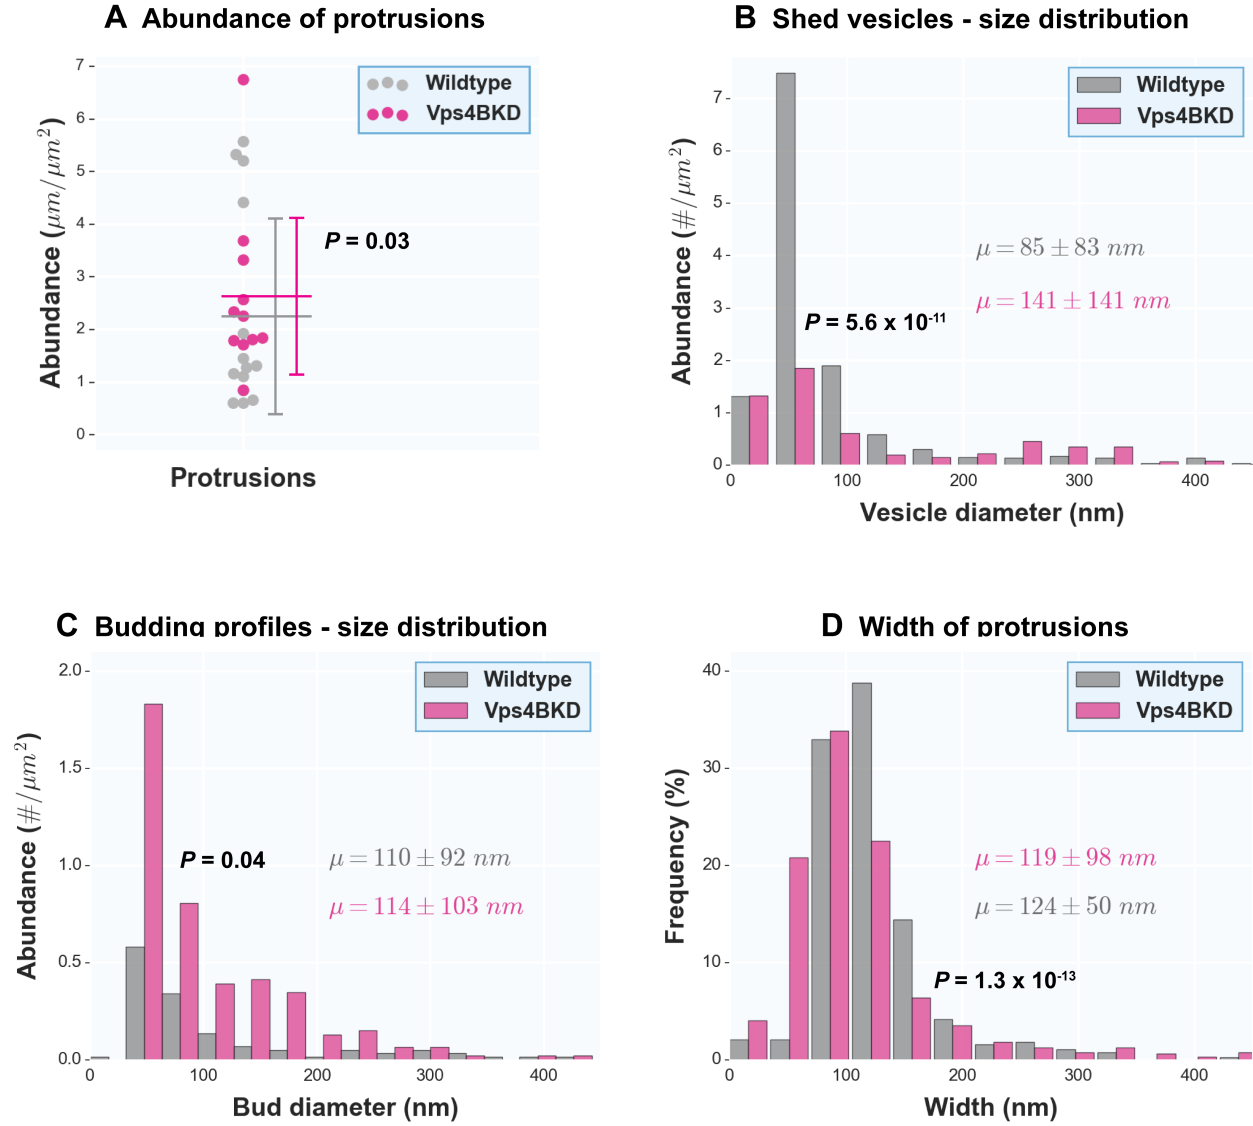 A Abundance of protrusions
7
6
5
4
3
2
1
0
Abundance (μm/μm²)
Wildtype
Vps4BKD
P = 0.03
Protrusions
B Shed vesicles - size distribution
7
6
5
4
3
2
1
0
Abundance (#/μm²)
Wildtype
Vps4BKD
μ = 85 ± 83 nm
μ = 141 ± 141 nm
P = 5.6 x 10⁻¹¹
0 100 200 300 400
Vesicle diameter (nm)
C Budding profiles - size distribution
2.0
1.5
1.0
0.5
0.0
Abundance (#/μm²)
Wildtype
Vps4BKD
P = 0.04
μ = 110 ± 92 nm
μ = 114 ± 103 nm
0 100 200 300 400
Bud diameter (nm)
D Width of protrusions
40
30
20
10
0
Frequency (%)
Wildtype
Vps4BKD
μ = 119 ± 98 nm
μ = 124 ± 50 nm
P = 1.3 x 10⁻¹³
0 100 200 300 400
Width (nm)